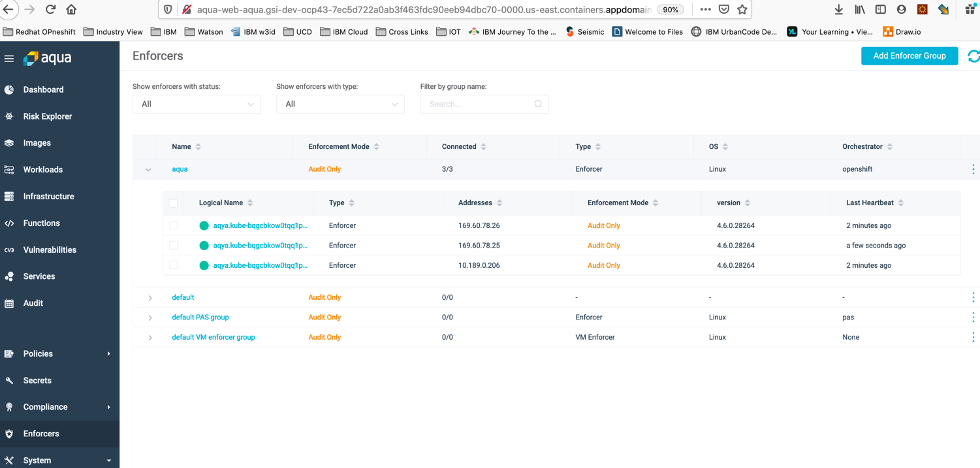 aqua-web-aqua.gsi-dev-ocp43-7ec5d722a0ab3f463fdc90eeb94dbc70-0000.us-east.containers.appdomain 90%
Redhat OPneshift Industry View IBM Watson IBM w3id UCD IBM Cloud Cross Links IOT IBM Journey To the ... Seismic Welcome to Files IBM UrbanCode De... Your Learning • Vie... Draw.io
aqua
Enforcers
Add Enforcer Group
Dashboard
Risk Explorer
Images
Workloads
Infrastructure
Functions
Vulnerabilities
Services
Audit
Policies
Secrets
Compliance
Enforcers
System
Show enforcers with status: Show enforcers with type: Filter by group name:
All All Search...
Name Enforcement Mode Connected Type OS Orchestrator
aqua Audit Only 3/3 Enforcer Linux openshift
Logical Name Type Addresses Enforcement Mode version Last Heartbeat
aqya.kube-bqgcbkow0tqq1p... Enforcer 169.60.78.26 Audit Only 4.6.0.28264 2 minutes ago
aqya.kube-bqgcbkow0tqq1p... Enforcer 169.60.78.25 Audit Only 4.6.0.28264 a few seconds ago
aqya.kube-bqgcbkow0tqq1p... Enforcer 10.189.0.206 Audit Only 4.6.0.28264 2 minutes ago
default Audit Only 0/0 - - -
default PAS group Audit Only 0/0 Enforcer Linux pas
default VM enforcer group Audit Only 0/0 VM Enforcer Linux None